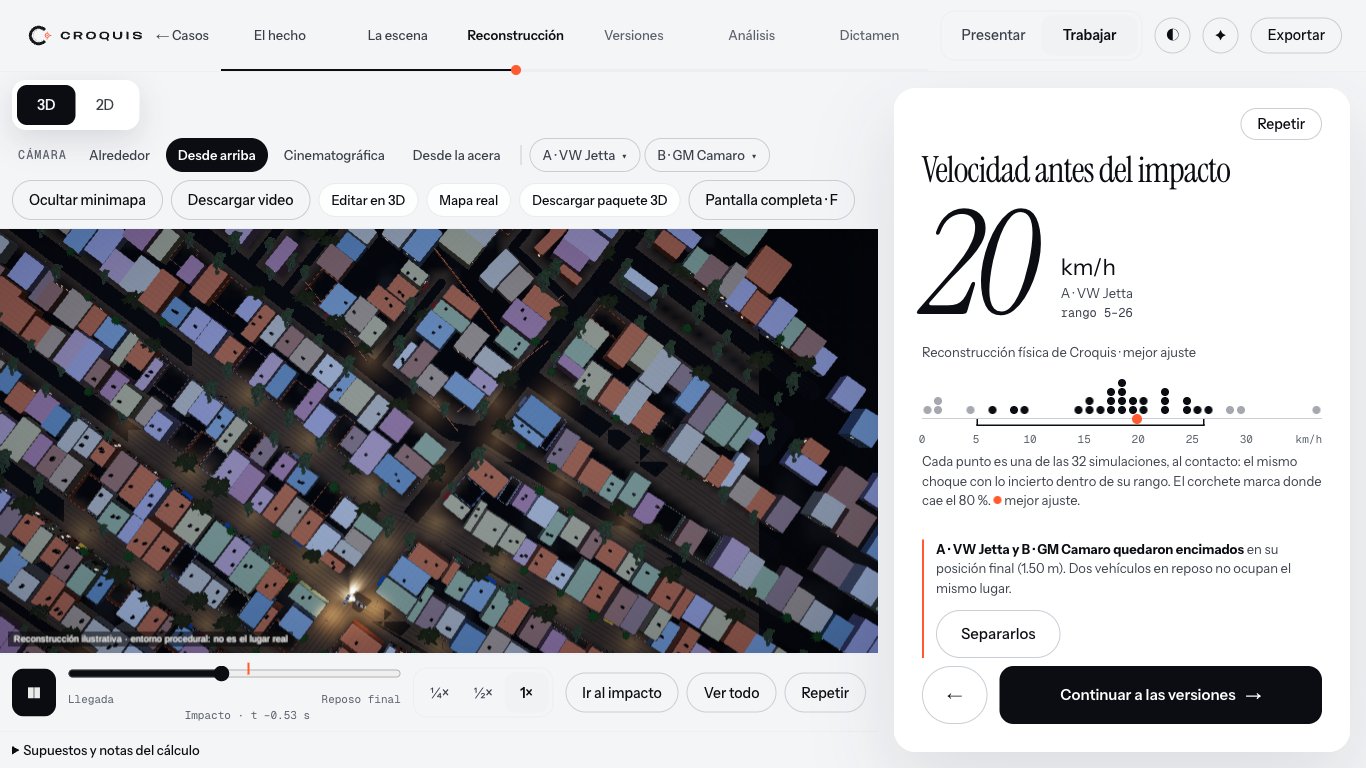 CROQUIS
← Casos
El hecho
La escena
Reconstrucción
Versiones
Análisis
Dictamen
Presentar
Trabajar
Exportar
3D
2D
CÁMARA
Alrededor
Desde arriba
Cinematográfica
Desde la acera
A · VW Jetta
B · GM Camaro
Ocultar minimapa
Descargar video
Editar en 3D
Mapa real
Descargar paquete 3D
Pantalla completa · F
Reconstrucción ilustrativa · entorno procedural: no es el lugar real
Llegada
Reposo final
Impacto · t −0.53 s
¼×
½×
1×
Ir al impacto
Ver todo
Repetir
Supuestos y notas del cálculo
Repetir
Velocidad antes del impacto
20
km/h
A · VW Jetta
rango 5–26
Reconstrucción física de Croquis · mejor ajuste
0 5 10 15 20 25 30 km/h
Cada punto es una de las 32 simulaciones, al contacto: el mismo
choque con lo incierto dentro de su rango. El corchete marca donde
cae el 80 %. mejor ajuste.
A · VW Jetta y B · GM Camaro quedaron encimados en su
posición final (1.50 m). Dos vehículos en reposo no ocupan el
mismo lugar.
Separarlos
←
Continuar a las versiones →